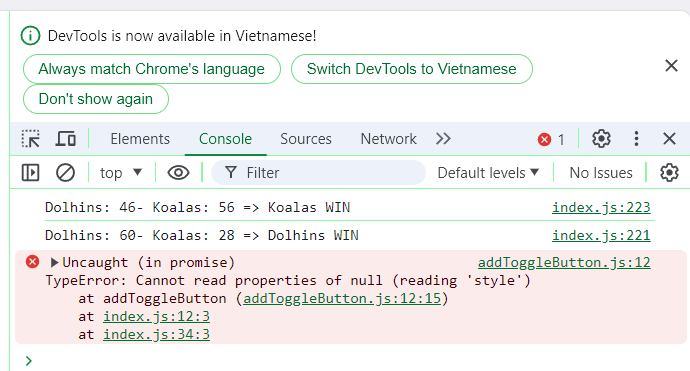 DevTools is now available in Vietnamese!
Always match Chrome's language Switch DevTools to Vietnamese
Don't show again
Elements Console Sources Network 1
top Filter Default levels No Issues
Dolhins: 46- Koalas: 56 => Koalas WIN index.js:223
Dolhins: 60- Koalas: 28 => Dolhins WIN index.js:221
Uncaught (in promise) addToggleButton.js:12
TypeError: Cannot read properties of null (reading 'style')
at addToggleButton (addToggleButton.js:12:15)
at index.js:12:3
at index.js:34:3